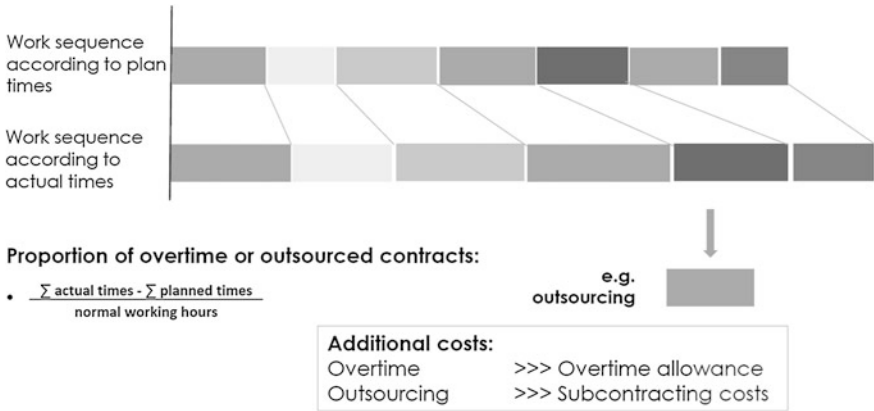 Work sequence
according to plan
times
Work sequence
according to
actual times
Proportion of overtime or outsourced contracts:
• ∑ actual times - ∑ planned times
normal working hours
e.g.
outsourcing
Additional costs:
Overtime >>> Overtime allowance
Outsourcing >>> Subcontracting costs